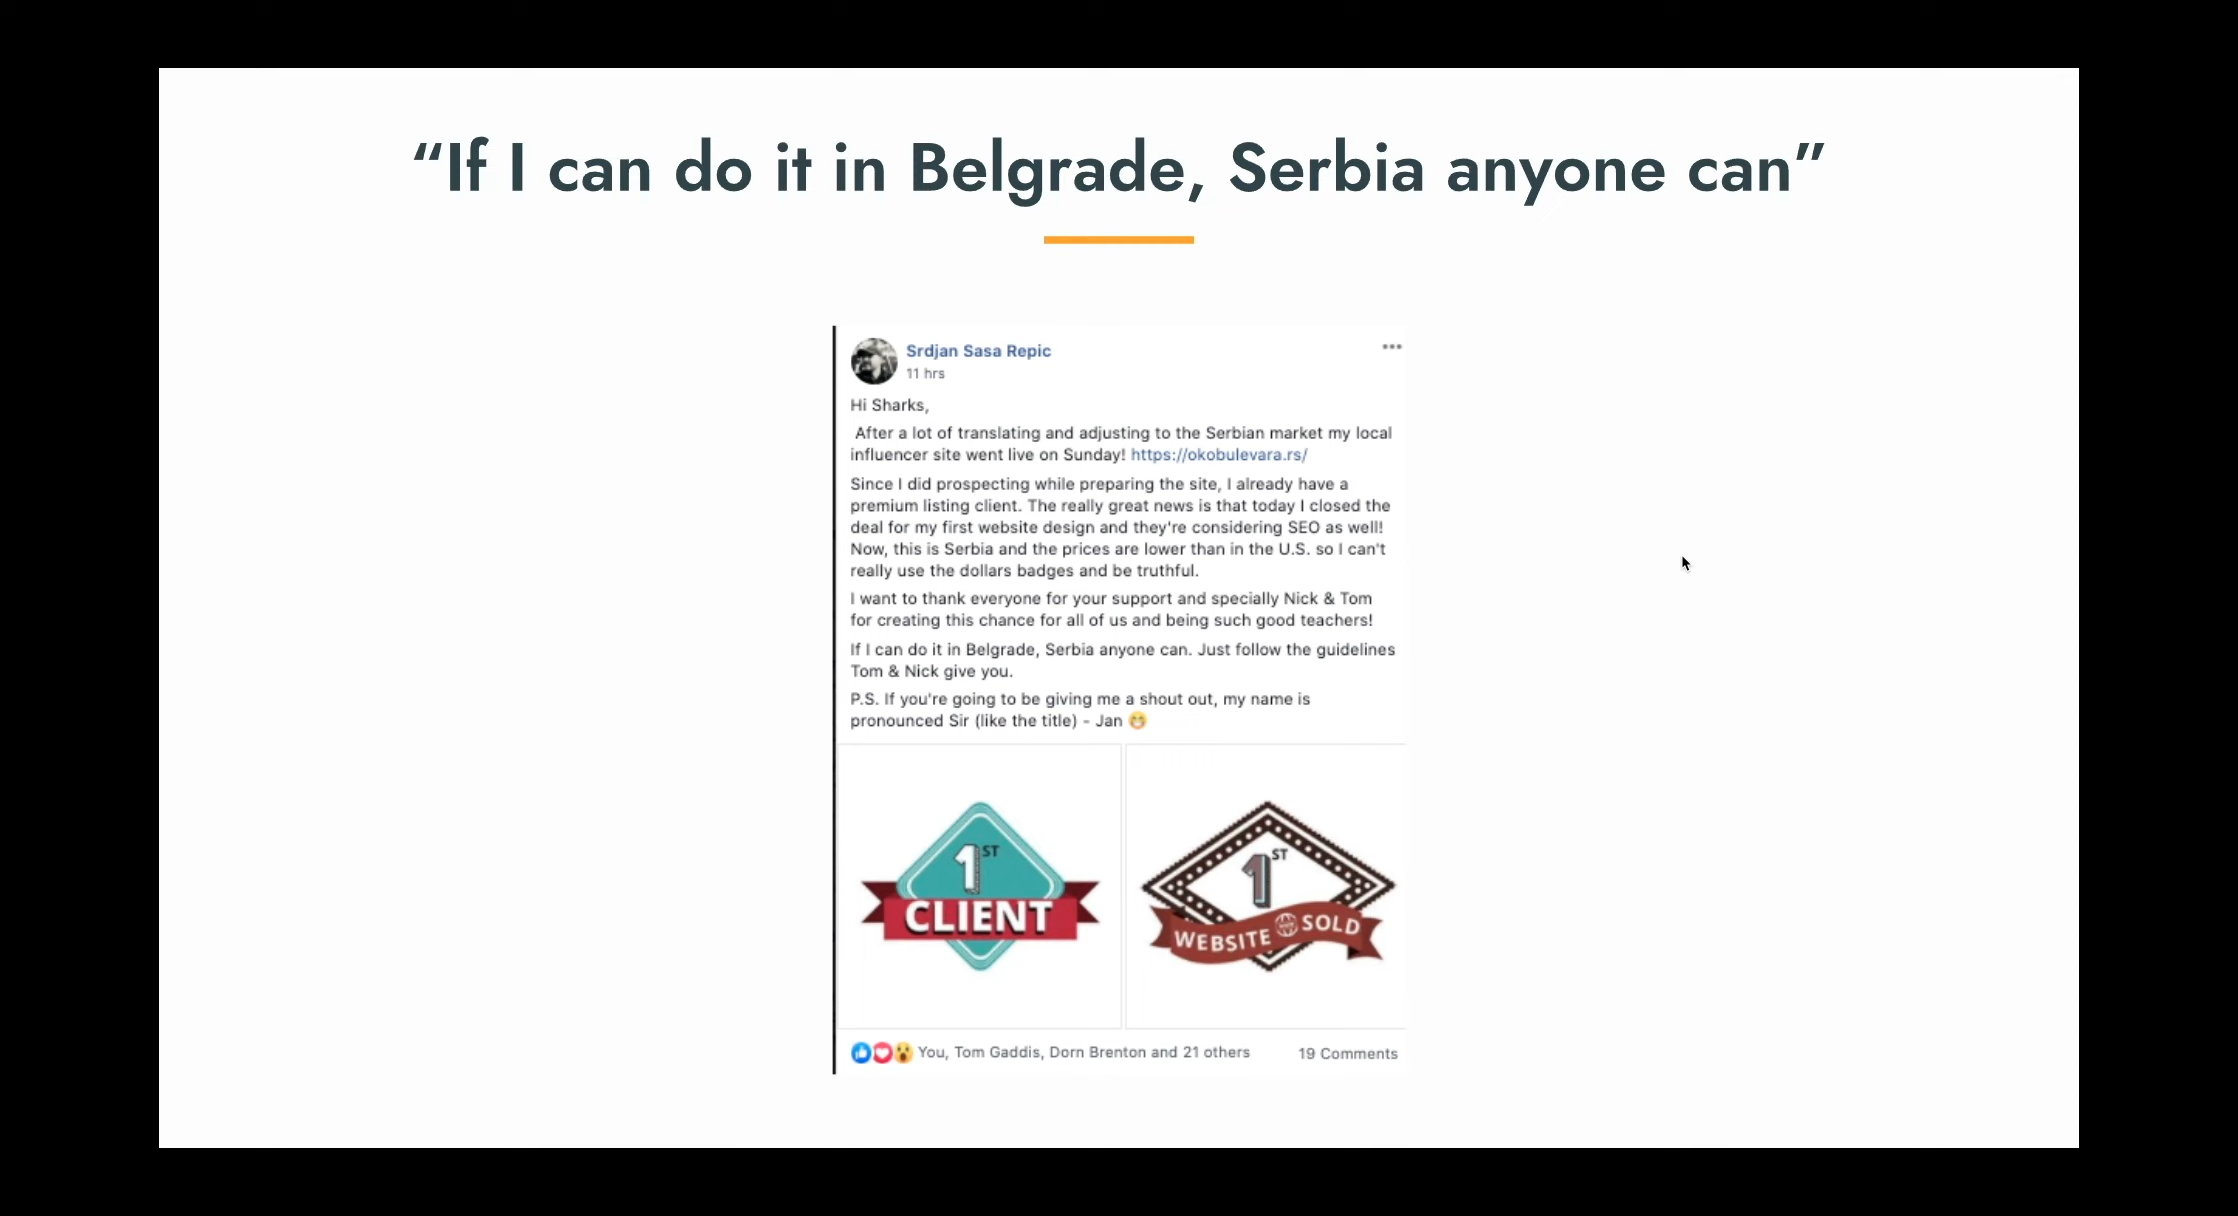 “If I can do it in Belgrade, Serbia anyone can”
Srdjan Sasa Repic
11 hrs
Hi Sharks,
After a lot of translating and adjusting to the Serbian market my local
influencer site went live on Sunday! https://okobulevara.rs/
Since I did prospecting while preparing the site, I already have a
premium listing client. The really great news is that today I closed the
deal for my first website design and they're considering SEO as well!
Now, this is Serbia and the prices are lower than in the U.S. so I can't
really use the dollars badges and be truthful.
I want to thank everyone for your support and specially Nick & Tom
for creating this chance for all of us and being such good teachers!
If I can do it in Belgrade, Serbia anyone can. Just follow the guidelines
Tom & Nick give you.
P.S. If you're going to be giving me a shout out, my name is
pronounced Sir (like the title) - Jan 😁
1ST
CLIENT
1ST
WEBSITE SOLD
You, Tom Gaddis, Dorn Brenton and 21 others
19 Comments